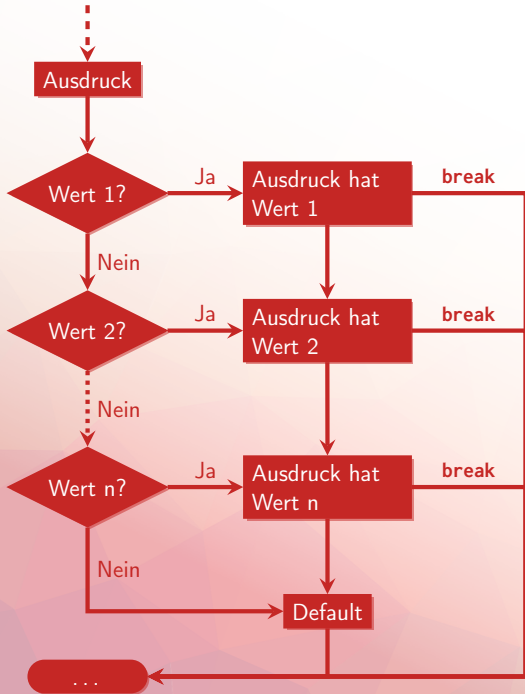 Ausdruck
Wert 1?
Ja
Ausdruck hat
Wert 1
break
Nein
Wert 2?
Ja
Ausdruck hat
Wert 2
break
Nein
Wert n?
Ja
Ausdruck hat
Wert n
break
Nein
Default
...